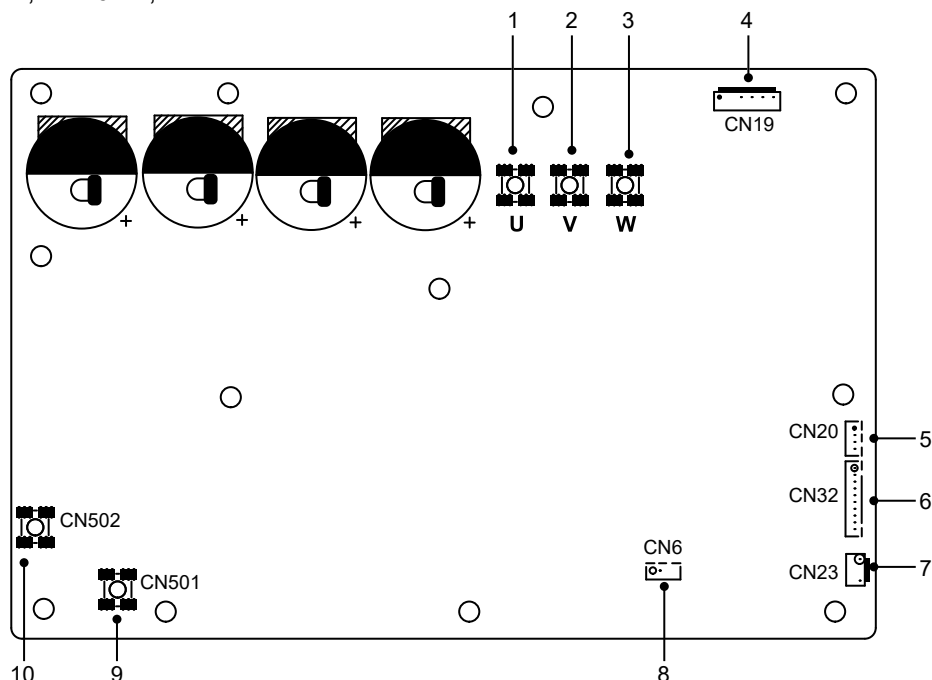 1 2 3 4
CN19
+ + + +
U V W
CN20 5
CN32 6
CN502
CN6
CN501
CN23 7
10 9 8